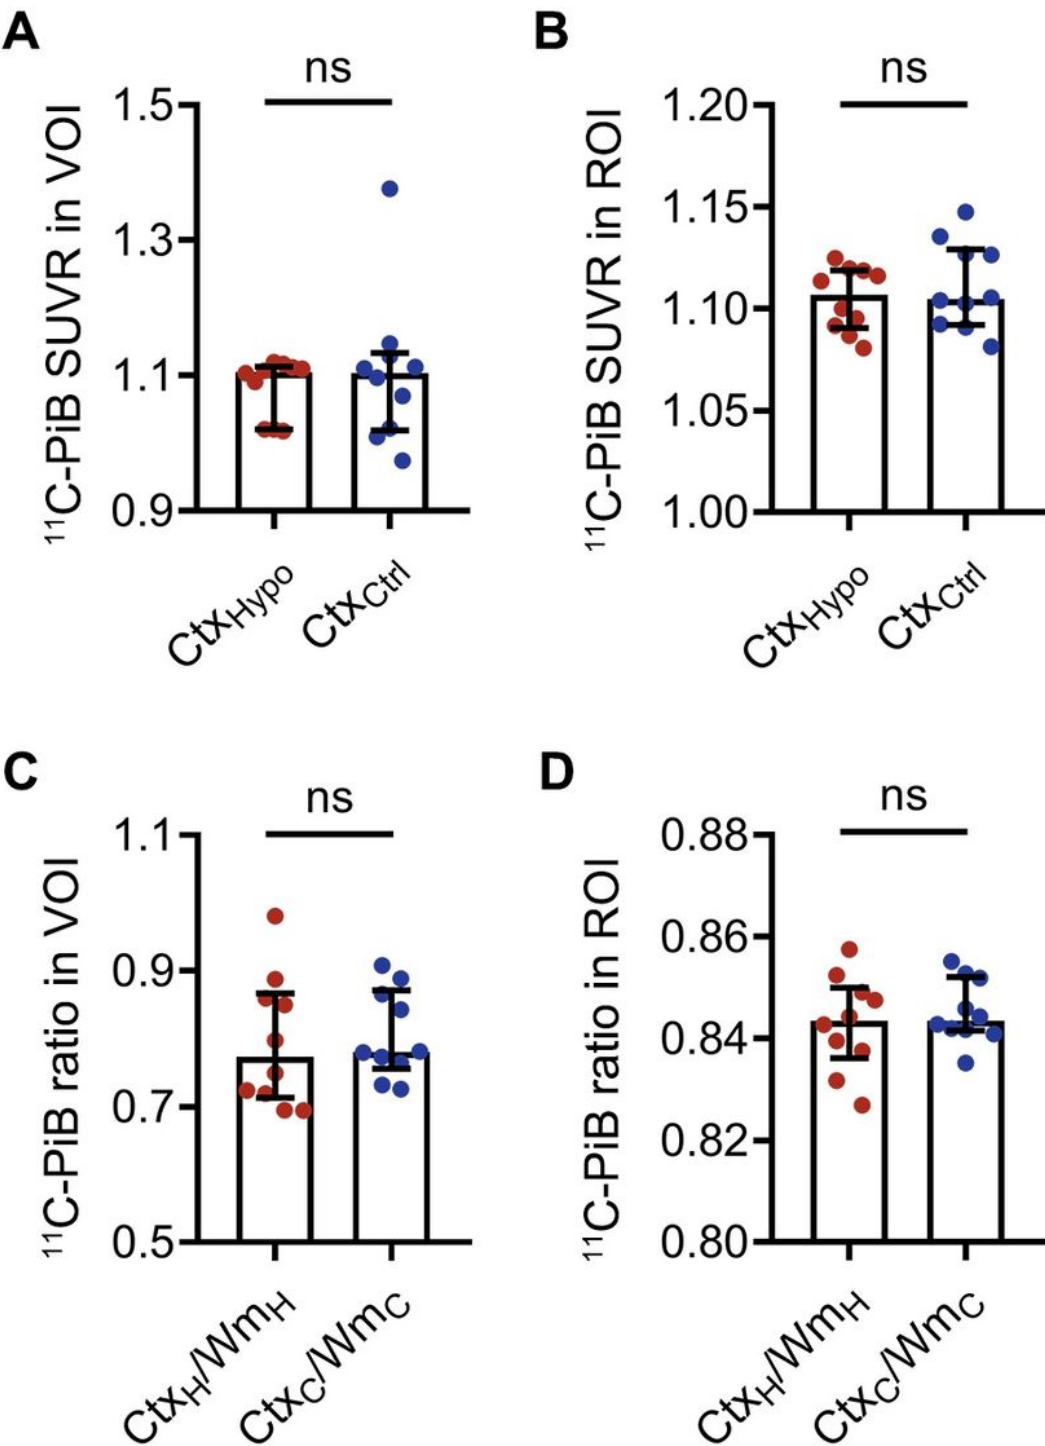 A
ns
¹¹C-PiB SUVR in VOI
1.5
1.3
1.1
0.9
CtxHypo
CtxCtrl
B
ns
¹¹C-PiB SUVR in ROI
1.20
1.15
1.10
1.05
1.00
CtxHypo
CtxCtrl
C
ns
¹¹C-PiB ratio in VOI
1.1
0.9
0.7
0.5
CtxH/WmH
CtxC/WmC
D
ns
¹¹C-PiB ratio in ROI
0.88
0.86
0.84
0.82
0.80
CtxH/WmH
CtxC/WmC